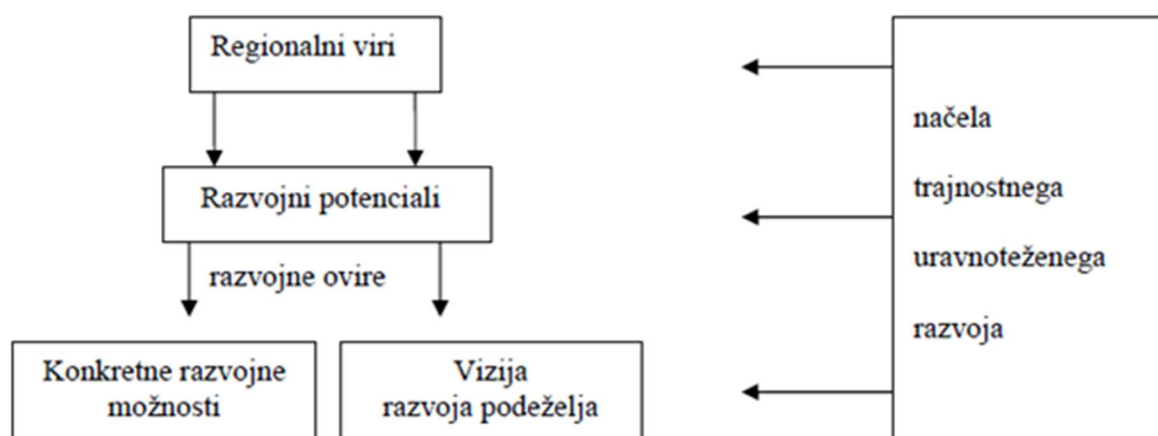 Regionalni viri
Razvojni potenciali
razvojne ovire
Konkretne razvojne
možnosti
Vizija
razvoja podeželja
načela
trajnostnega
uravnoteženega
razvoja